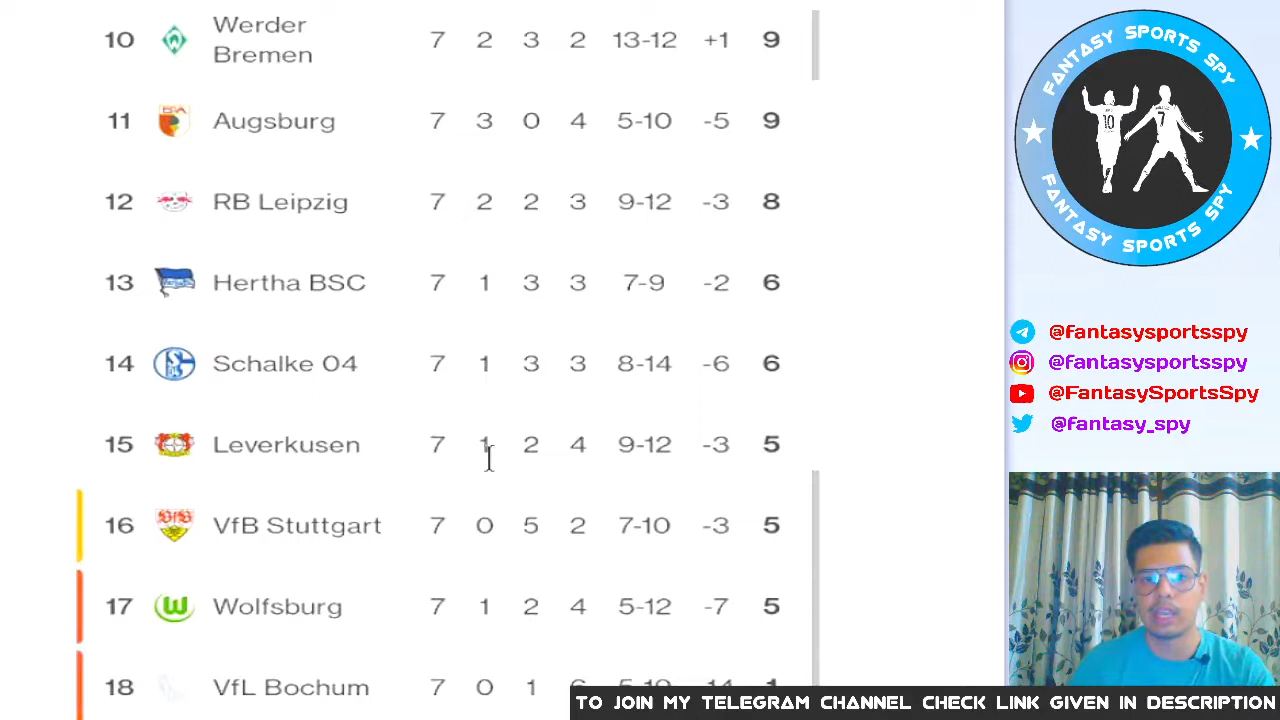 10 Werder Bremen 7 2 3 2 13-12 +1 9
11 Augsburg 7 3 0 4 5-10 -5 9
12 RB Leipzig 7 2 2 3 9-12 -3 8
13 Hertha BSC 7 1 3 3 7-9 -2 6
14 Schalke 04 7 1 3 3 8-14 -6 6
15 Leverkusen 7 1 2 4 9-12 -3 5
16 VfB Stuttgart 7 0 5 2 7-10 -3 5
17 Wolfsburg 7 1 2 4 5-12 -7 5
18 VfL Bochum 7 0 1
FANTASY SPORTS SPY
10 7
FANTASY SPORTS SPY
@fantasysportsspy
@fantasysportsspy
@FantasySportsSpy
@fantasy_spy
TO JOIN MY TELEGRAM CHANNEL CHECK LINK GIVEN IN DESCRIPTION